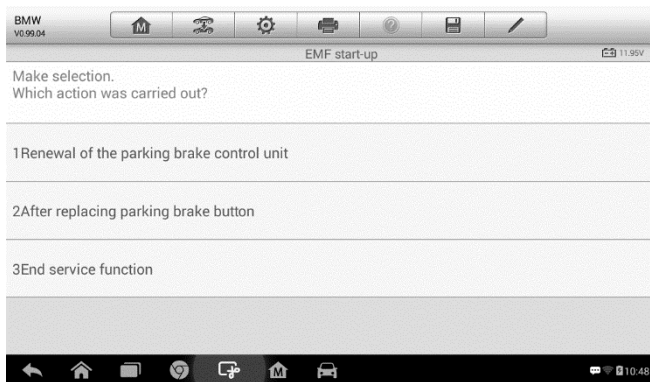 BMW
V0.99.04
M
EMF start-up
11.95V
Make selection.
Which action was carried out?
1Renewal of the parking brake control unit
2After replacing parking brake button
3End service function
M
10:48